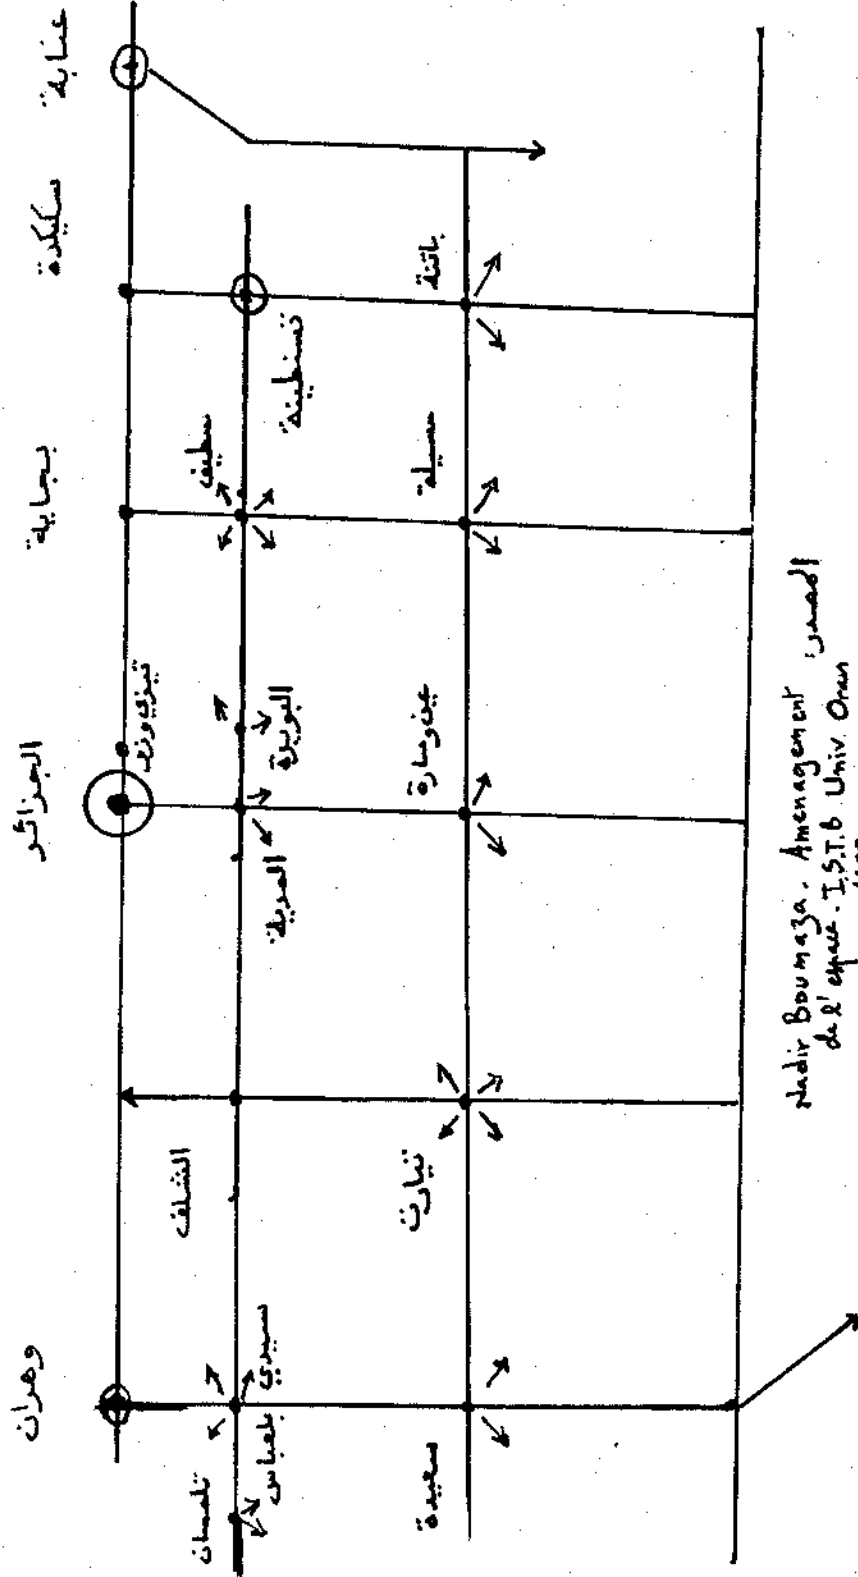 وهران
الجزائر
بجاية
سكيكدة
عنابة
تيزي وزو
تلمسان
سيدي
بلعباس
الشلف
المدية
البويرة
سطيف
قسنطينة
سعيدة
تيارت
عين وسارة
مسيلة
باتنة
المصدر:
Nadir Boumaza. Amenagement
de l'espace. I.S.T.B Univ. Oran